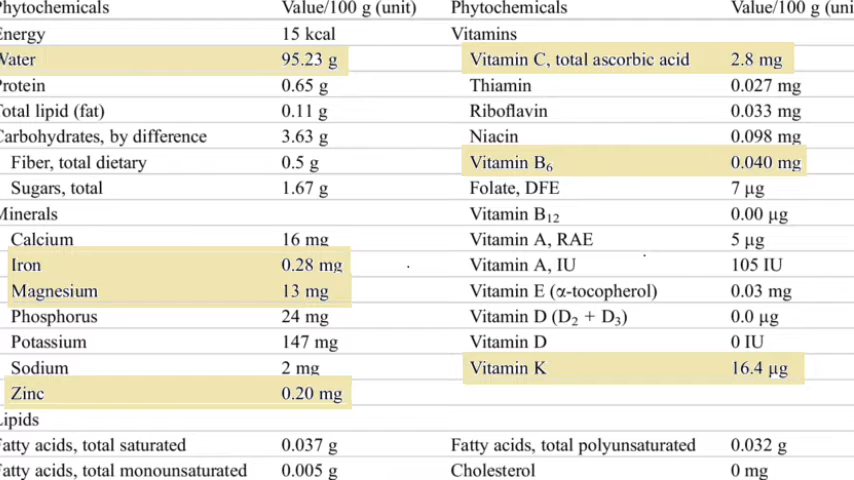 Phytochemicals Value/100 g (unit) Phytochemicals Value/100 g (uni
Energy 15 kcal Vitamins
Water 95.23 g Vitamin C, total ascorbic acid 2.8 mg
Protein 0.65 g Thiamin 0.027 mg
Total lipid (fat) 0.11 g Riboflavin 0.033 mg
Carbohydrates, by difference 3.63 g Niacin 0.098 mg
Fiber, total dietary 0.5 g Vitamin B6 0.040 mg
Sugars, total 1.67 g Folate, DFE 7 µg
Minerals Vitamin B12 0.00 µg
Calcium 16 mg Vitamin A, RAE 5 µg
Iron 0.28 mg Vitamin A, IU 105 IU
Magnesium 13 mg Vitamin E (α-tocopherol) 0.03 mg
Phosphorus 24 mg Vitamin D (D2 + D3) 0.0 µg
Potassium 147 mg Vitamin D 0 IU
Sodium 2 mg Vitamin K 16.4 µg
Zinc 0.20 mg
Lipids
Fatty acids, total saturated 0.037 g Fatty acids, total polyunsaturated 0.032 g
Fatty acids, total monounsaturated 0.005 g Cholesterol 0 mg